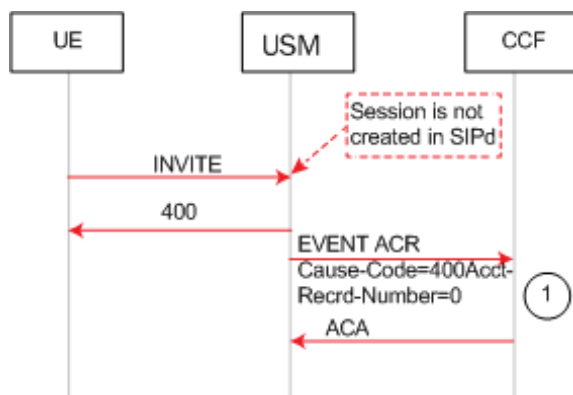 UE
USM
CCF
Session is not
created in SIPd
INVITE
400
EVENT ACR
Cause-Code=400Acct-
Recrd-Number=0
1
ACA